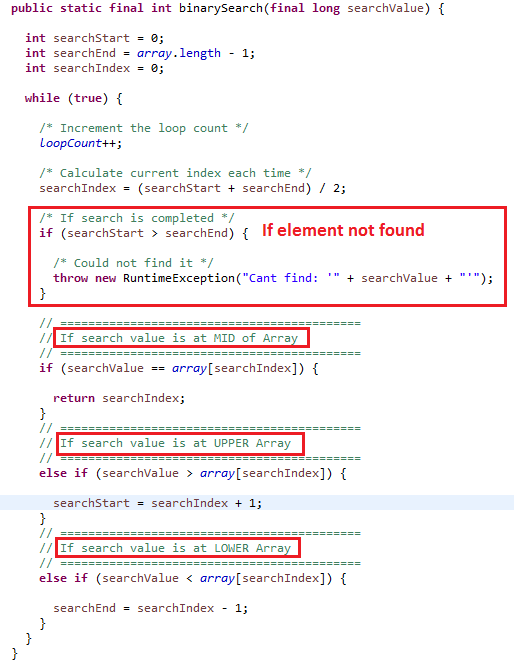 public static final int binarySearch(final long searchValue) {
int searchStart = 0;
int searchEnd = array.length - 1;
int searchIndex = 0;
while (true) {
/* Increment the loop count */
loopCount++;
/* Calculate current index each time */
searchIndex = (searchStart + searchEnd) / 2;
/* If search is completed */
if (searchStart > searchEnd) { If element not found
/* Could not find it */
throw new RuntimeException("Cant find: '" + searchValue + "'");
}
// ===========================================
// If search value is at MID of Array
// ===========================================
if (searchValue == array[searchIndex]) {
return searchIndex;
}
// ===========================================
// If search value is at UPPER Array
// ===========================================
else if (searchValue > array[searchIndex]) {
searchStart = searchIndex + 1;
}
// ===========================================
// If search value is at LOWER Array
// ===========================================
else if (searchValue < array[searchIndex]) {
searchEnd = searchIndex - 1;
}
}
}